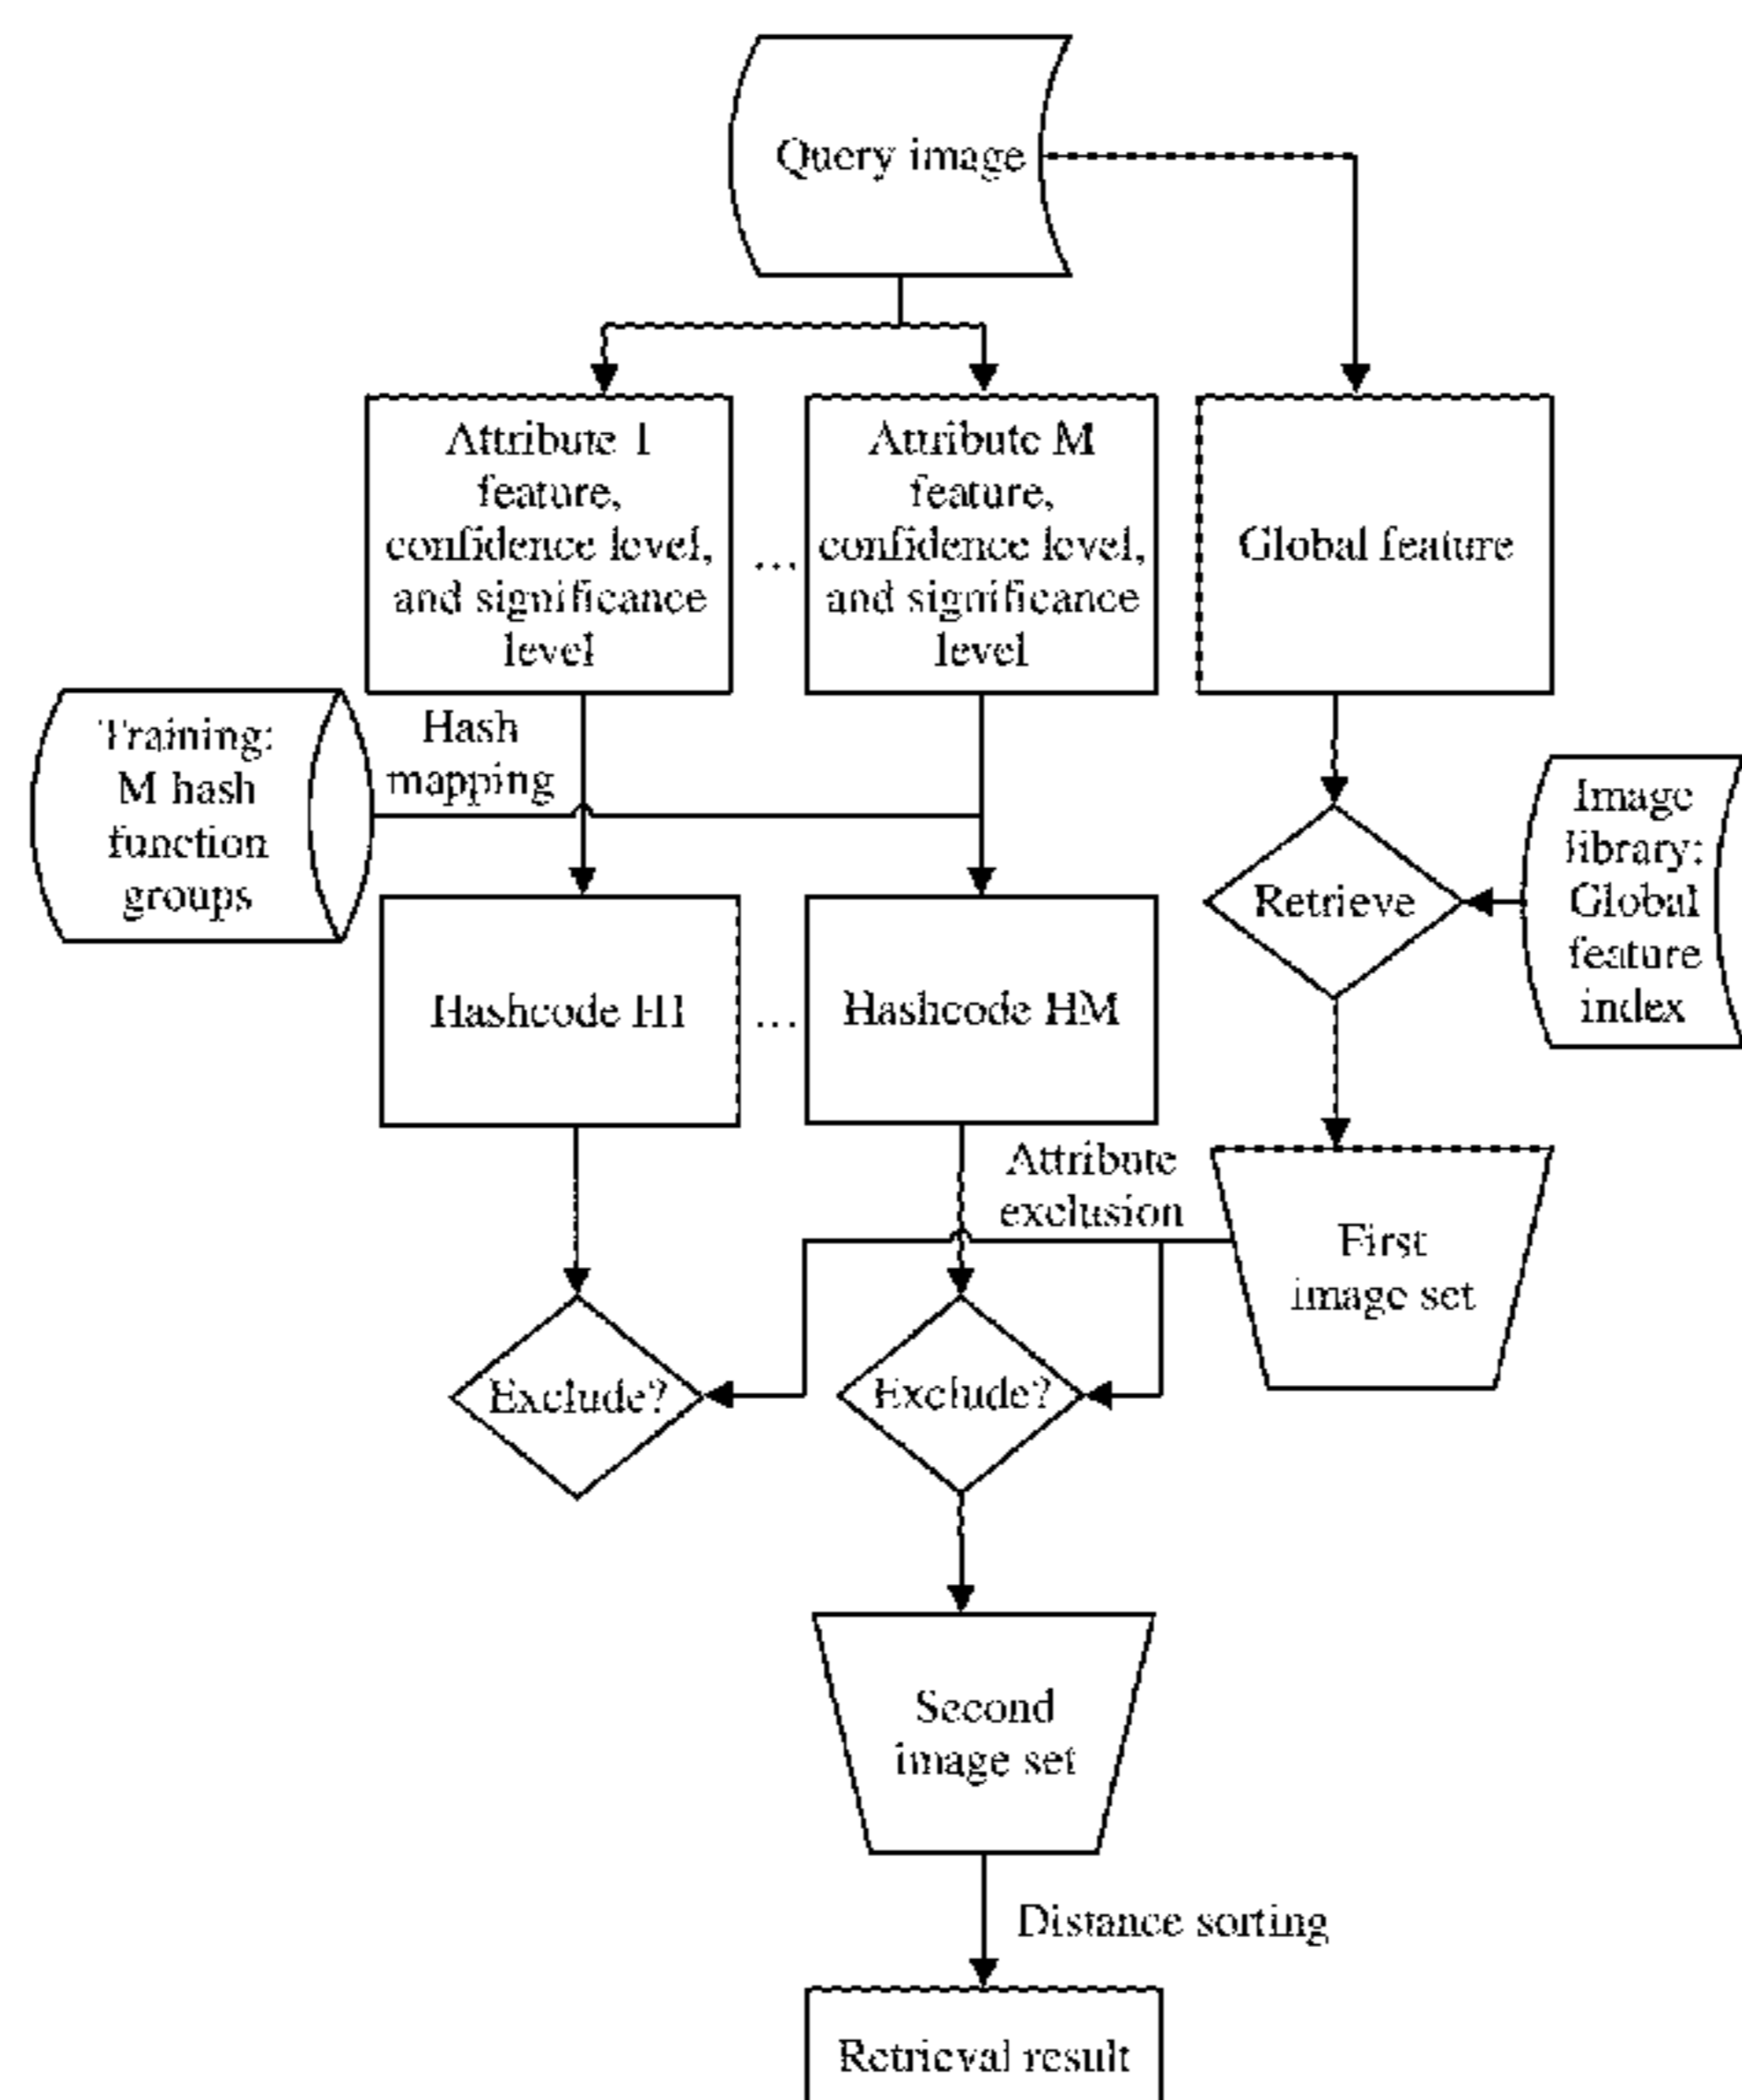 Query image
Attribute 1
feature,
confidence level,
and significance
level
...
Attribute M
feature,
confidence level,
and significance
level
Global feature
Training:
M hash
function
groups
Hash
mapping
Image
library:
Global
feature
index
Retrieve
Hashcode H1
...
Hashcode HM
Attribute
exclusion
First
image set
Exclude?
Exclude?
Second
image set
Distance sorting
Retrieval result